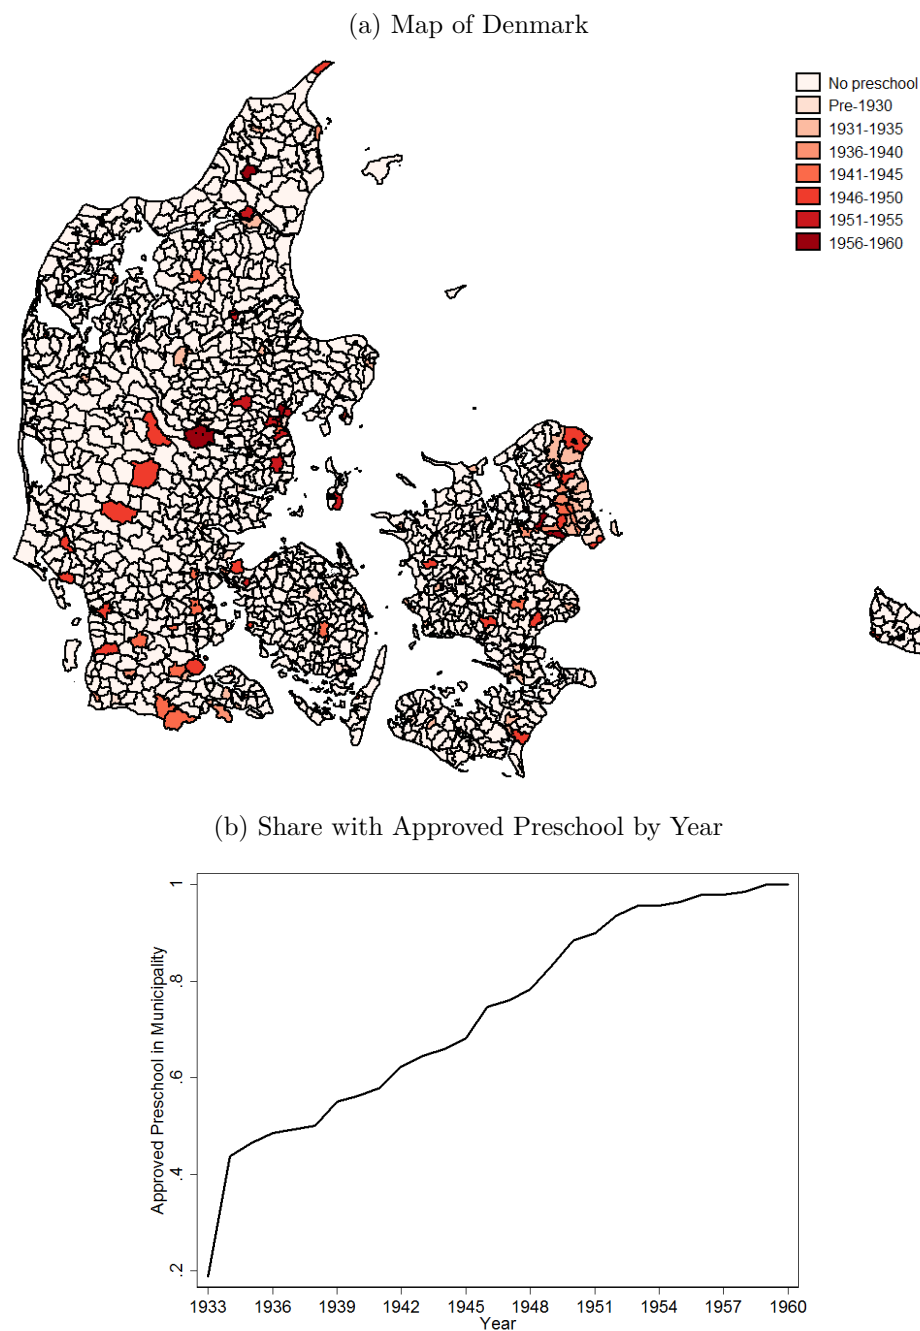 (a) Map of Denmark
No preschool
Pre-1930
1931-1935
1936-1940
1941-1945
1946-1950
1951-1955
1956-1960
(b) Share with Approved Preschool by Year
Approved Preschool in Municipality
1
.8
.6
.4
.2
1933 1936 1939 1942 1945 1948 1951 1954 1957 1960
Year